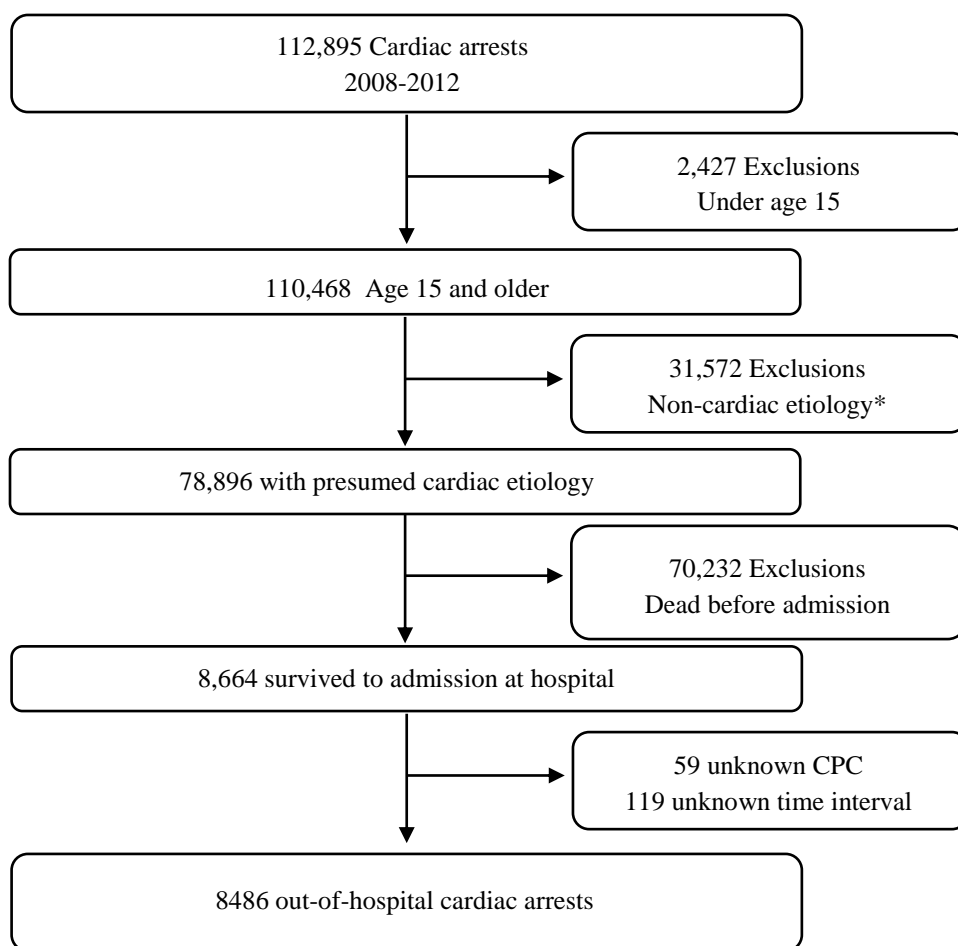 112,895 Cardiac arrests
2008-2012
2,427 Exclusions
Under age 15
110,468  Age 15 and older
31,572 Exclusions
Non-cardiac etiology*
78,896 with presumed cardiac etiology
70,232 Exclusions
Dead before admission
8,664 survived to admission at hospital
59 unknown CPC
119 unknown time interval
8486 out-of-hospital cardiac arrests